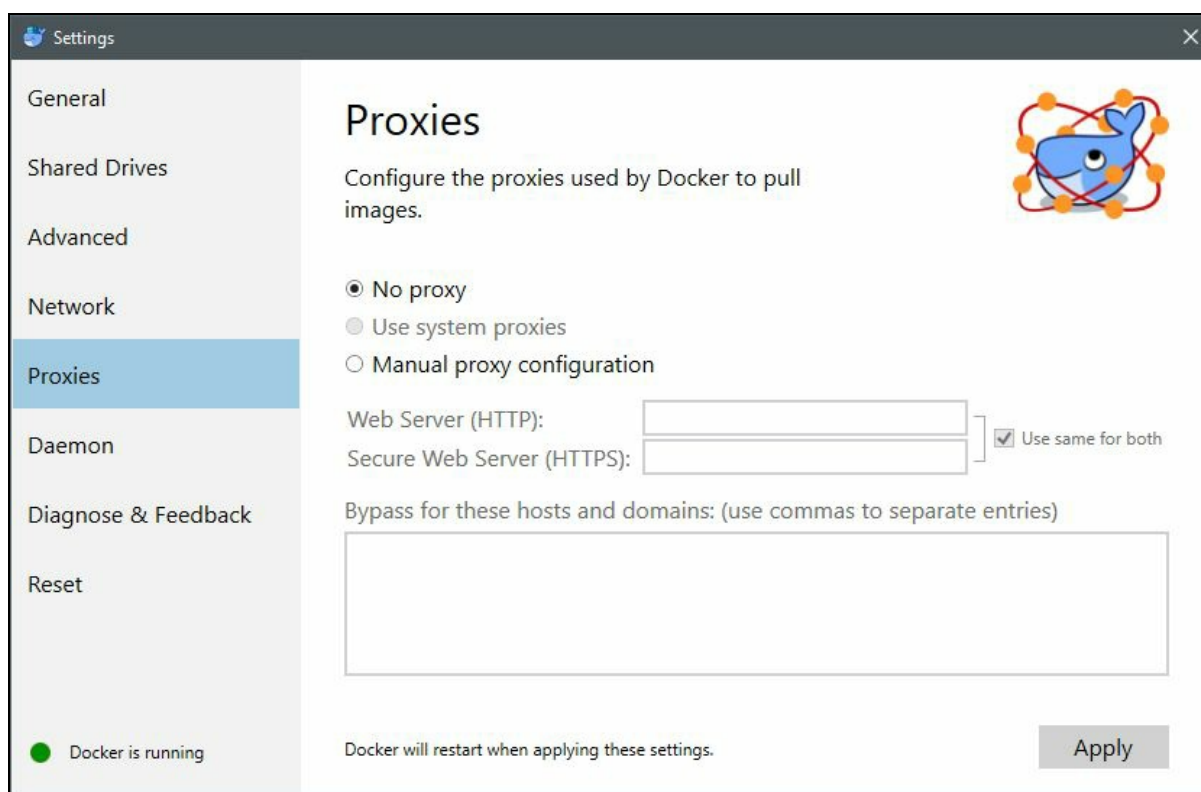 Settings
General
Shared Drives
Advanced
Network
Proxies
Daemon
Diagnose & Feedback
Reset
Docker is running
Proxies
Configure the proxies used by Docker to pull
images.
No proxy
Use system proxies
Manual proxy configuration
Web Server (HTTP):
Secure Web Server (HTTPS):
Use same for both
Bypass for these hosts and domains: (use commas to separate entries)
Docker will restart when applying these settings.
Apply